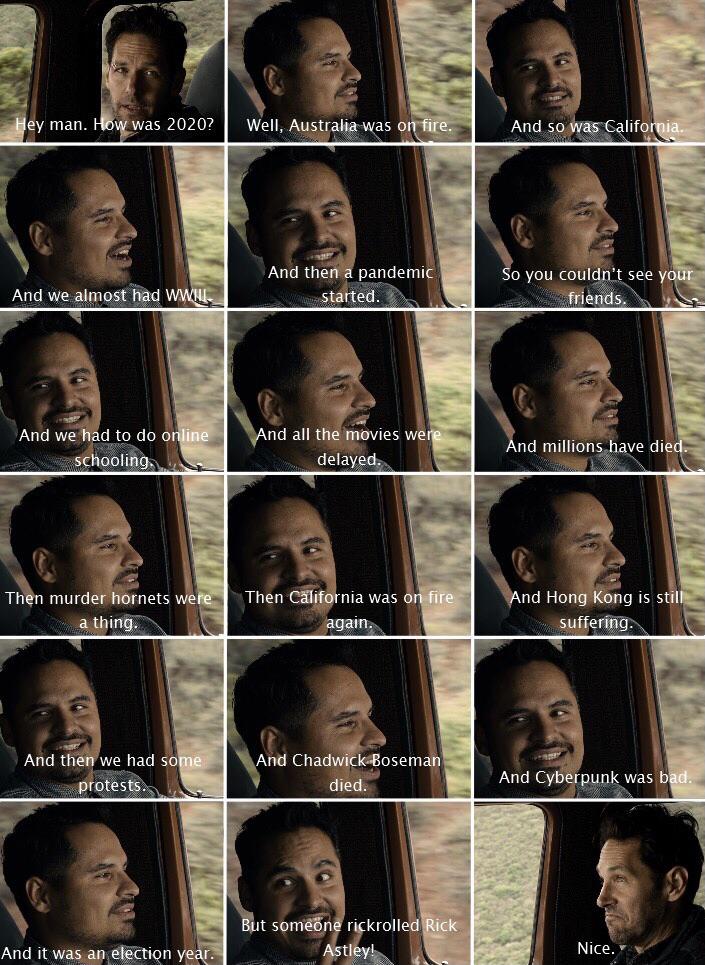 Hey man. How was 2020?
Well, Australia was on fire.
And so was California.
And we almost had WWIII.
And then a pandemic
started.
So you couldn't see your
friends.
And we had to do online
schooling.
And all the movies were
delayed.
And millions have died.
Then murder hornets were
a thing.
Then California was on fire
again.
And Hong Kong is still
suffering.
And then we had some
protests.
And Chadwick Boseman
died.
And Cyberpunk was bad.
And it was an election year.
But someone rickrolled Rick
Astley!
Nice.